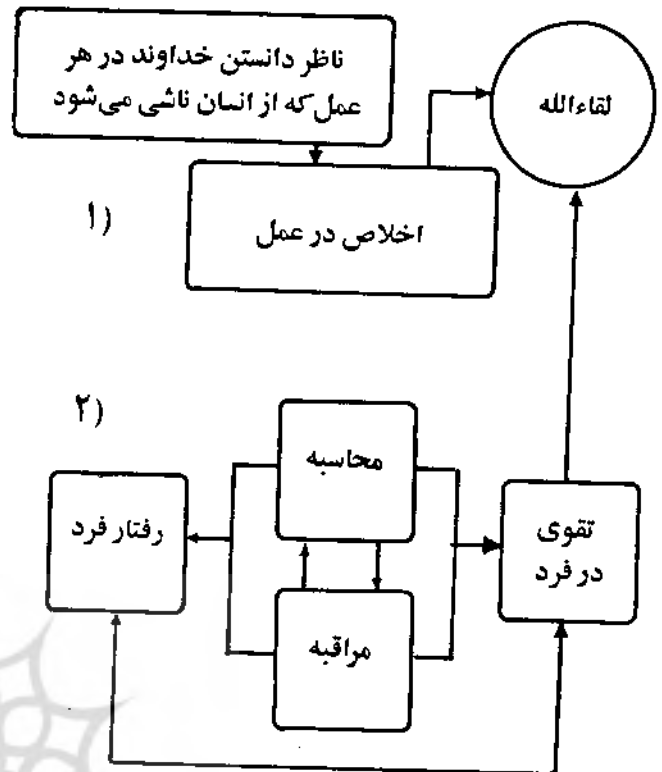 ناظر دانستن خداوند در هر
عمل که از انسان ناشی می‌شود
لقاءالله
۱)
اخلاص در عمل
۲)
محاسبه
تقوی
در فرد
رفتار فرد
مراقبه